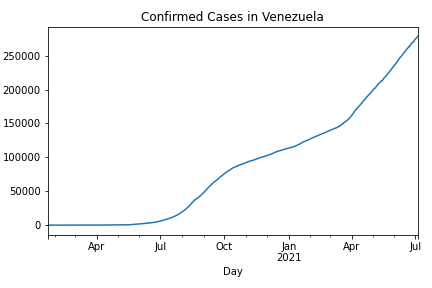 Confirmed Cases in Venezuela
250000
200000
150000
100000
50000
0
Apr Jul Oct Jan Apr Jul
2021
Day